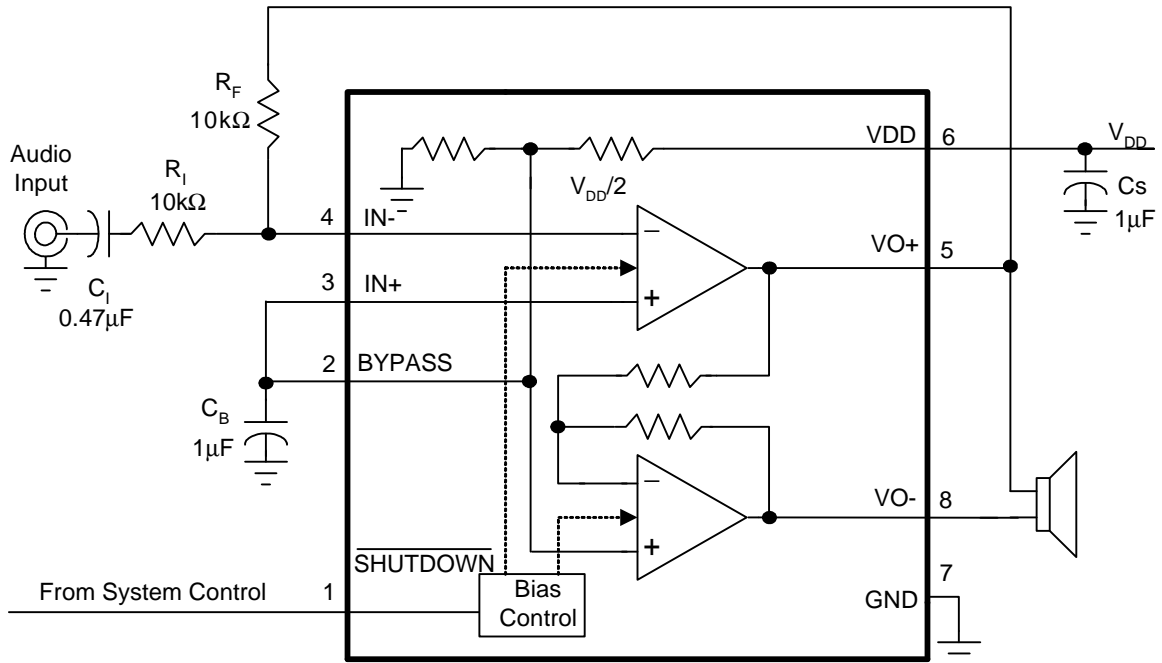 R_F
10kΩ
Audio
Input
R_I
10kΩ
C_I
0.47µF
4
IN-
3
IN+
2
BYPASS
C_B
1µF
V_DD/2
VDD
6
V_DD
Cs
1µF
VO+
5
−
+
−
+
VO-
8
SHUTDOWN
Bias
Control
From System Control
1
7
GND